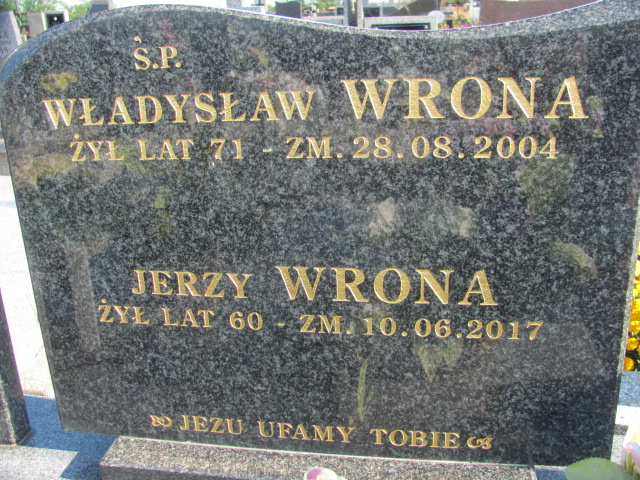 Ś.P.
WŁADYSŁAW WRONA
ŻYŁ LAT 71 - ZM. 28.08.2004
JERZY WRONA
ŻYŁ LAT 60 - ZM. 10.06.2017
JEZU UFAMY TOBIE